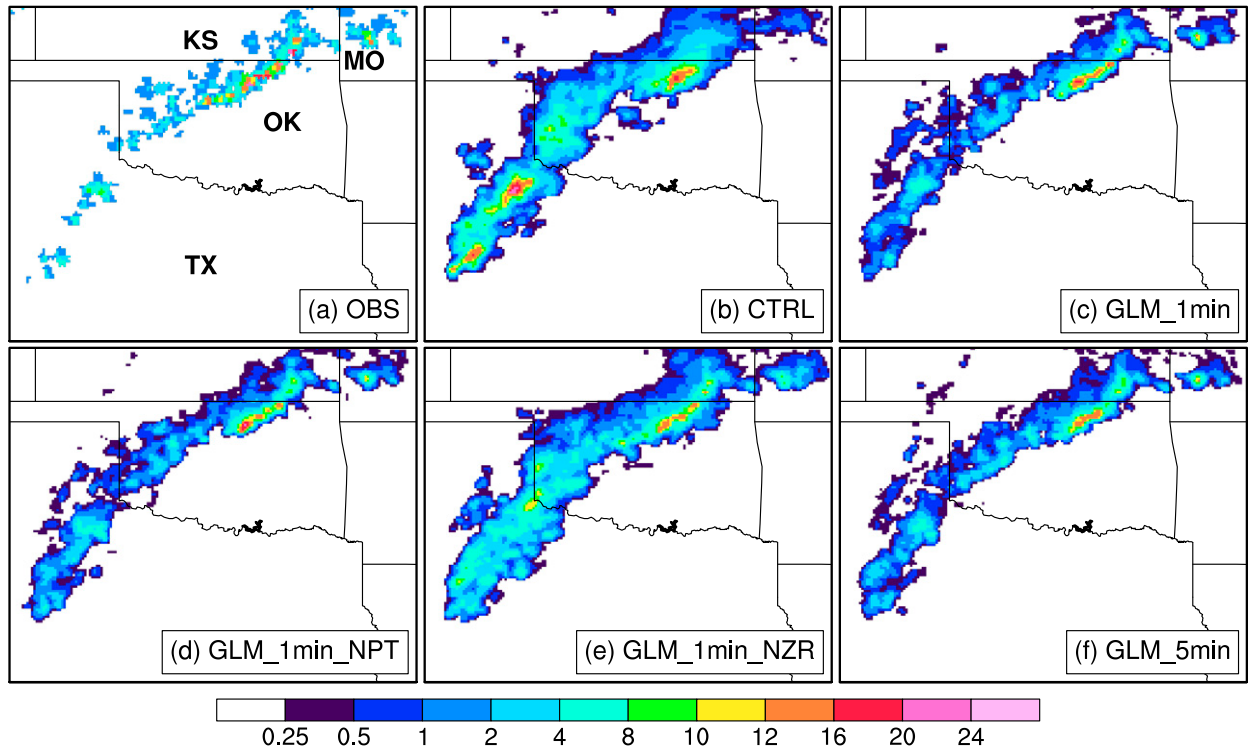 KS
MO
OK
TX
(a) OBS
(b) CTRL
(c) GLM_1min
(d) GLM_1min_NPT
(e) GLM_1min_NZR
(f) GLM_5min
0.25 0.5 1 2 4 8 10 12 16 20 24